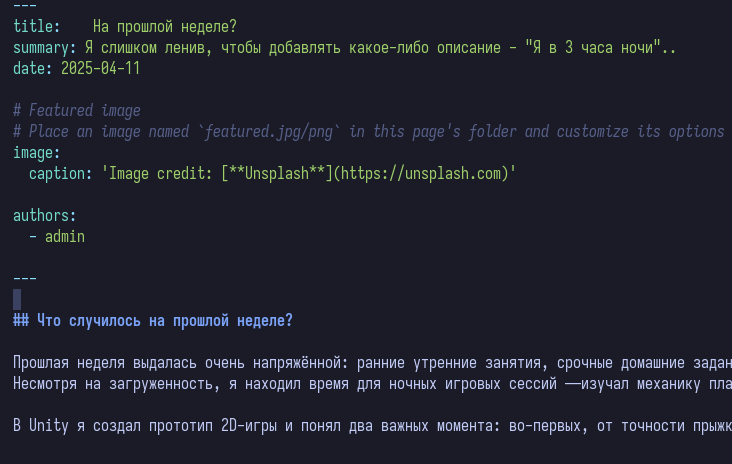 ---
title:    На прошлой неделе?
summary: Я слишком ленив, чтобы добавлять какое-либо описание - "Я в 3 часа ночи"..
date: 2025-04-11
# Featured image
# Place an image named `featured.jpg/png` in this page's folder and customize its options
image:
  caption: 'Image credit: [**Unsplash**](https://unsplash.com)'
authors:
  - admin
---
## Что случилось на прошлой неделе?
Прошлая неделя выдалась очень напряжённой: ранние утренние занятия, срочные домашние задан
Несмотря на загруженность, я находил время для ночных игровых сессий —изучал механику пла
В Unity я создал прототип 2D-игры и понял два важных момента: во-первых, от точности прыжк